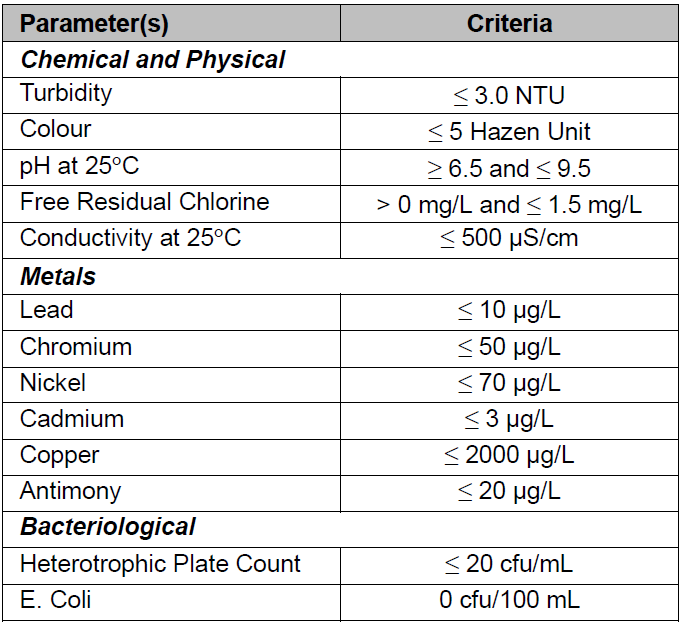 Parameter(s) Criteria
Chemical and Physical
Turbidity ≤ 3.0 NTU
Colour ≤ 5 Hazen Unit
pH at 25°C ≥ 6.5 and ≤ 9.5
Free Residual Chlorine > 0 mg/L and ≤ 1.5 mg/L
Conductivity at 25°C ≤ 500 µS/cm
Metals
Lead ≤ 10 µg/L
Chromium ≤ 50 µg/L
Nickel ≤ 70 µg/L
Cadmium ≤ 3 µg/L
Copper ≤ 2000 µg/L
Antimony ≤ 20 µg/L
Bacteriological
Heterotrophic Plate Count ≤ 20 cfu/mL
E. Coli 0 cfu/100 mL